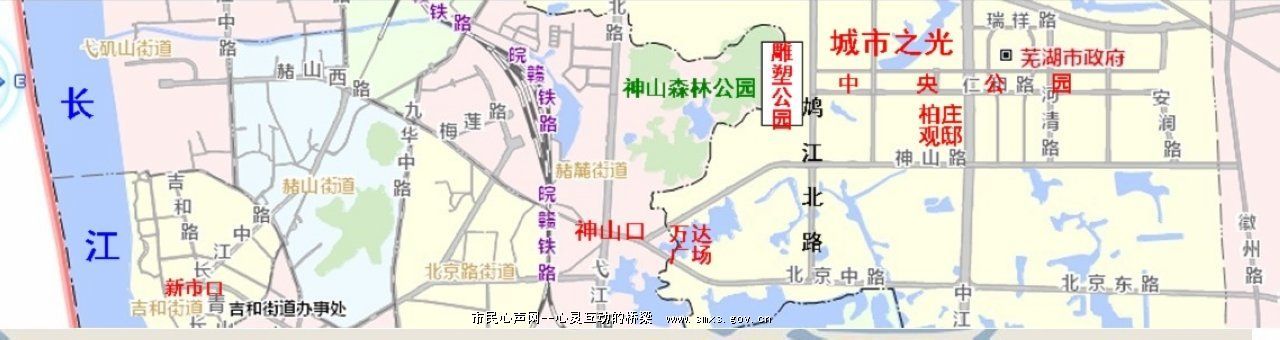 皖赣铁路
瑞祥路
弋矶山街道
中路
城市之光
芜湖市政府
赭山西路
神山森林公园
雕塑公园
中央公园
仁和路
长江
九华中路
梅莲路
鸠江北路
柏庄观邸
河清路
安润路
神山路
赭麓街道
赭山街道
吉和路
皖赣铁路
中江路
神山口
万达广场
徽州路
北京路街道
北京中路
北京东路
新市口
长
青
吉和街道
吉和街道办事处
弋江
中江
市民心声网--心灵互动的桥梁 www.smxs.gov.cn